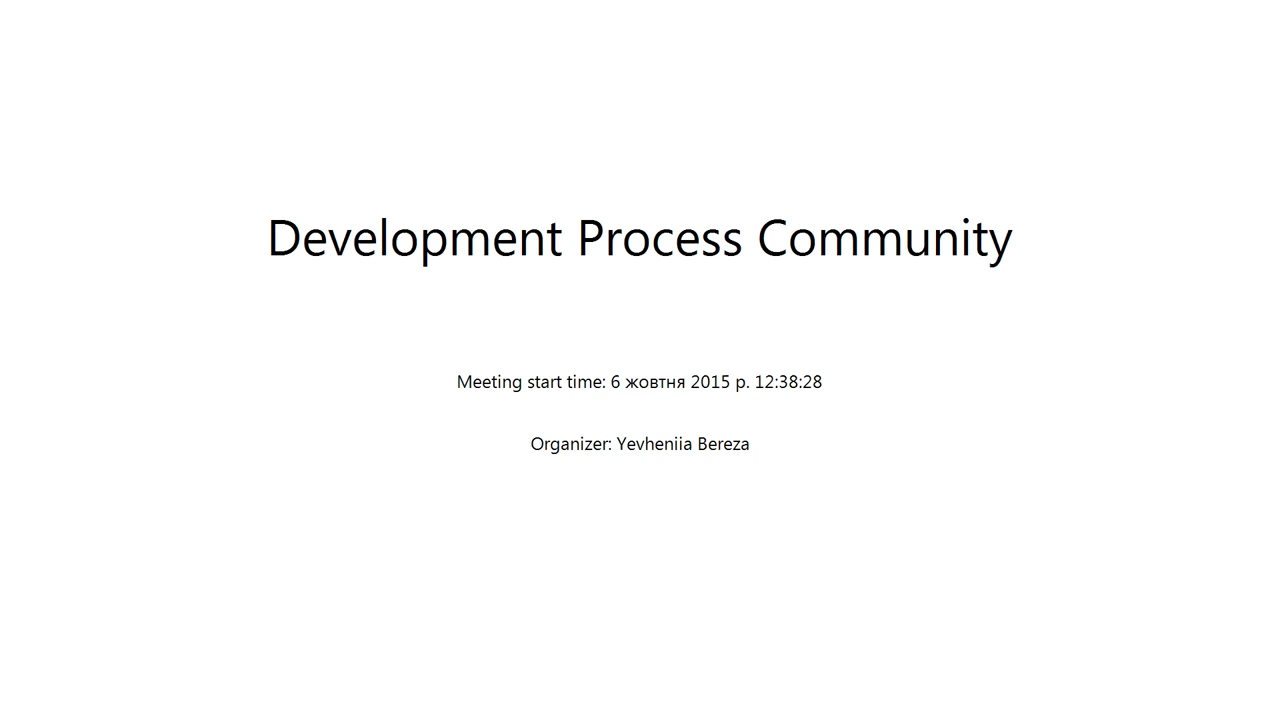 Development Process Community
Meeting start time: 6 жовтня 2015 р. 12:38:28
Organizer: Yevheniia Bereza